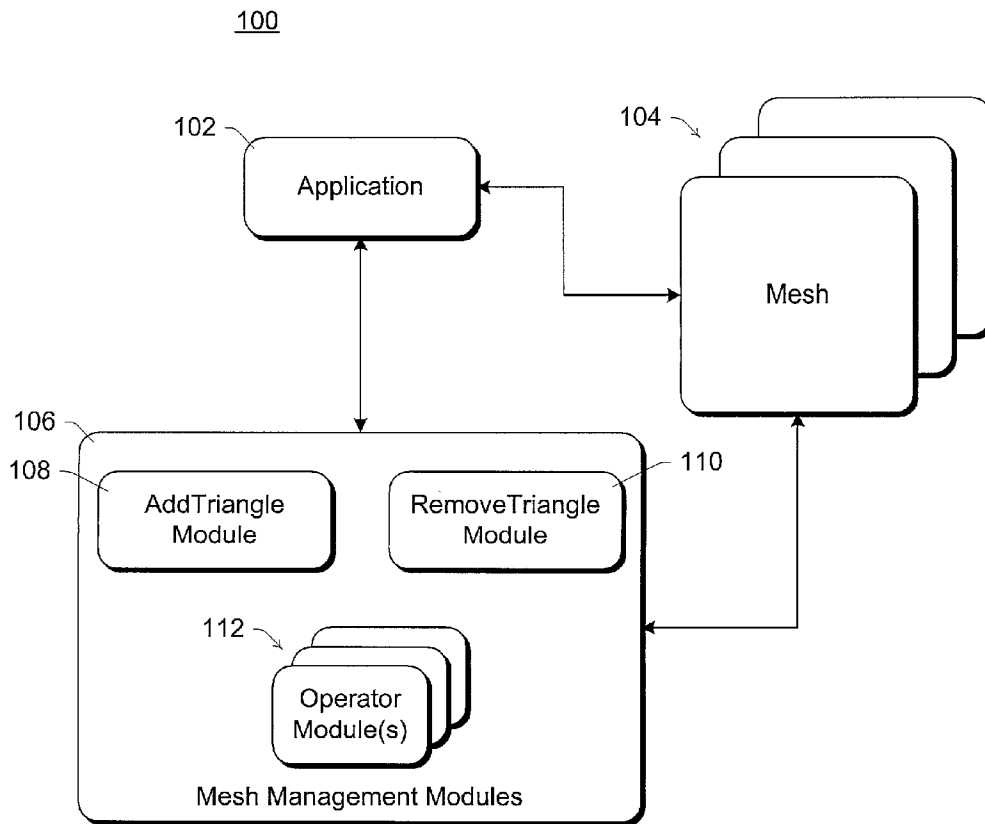 100
102
104
Application
Mesh
106
108
110
AddTriangle
Module
RemoveTriangle
Module
112
Operator
Module(s)
Mesh Management Modules